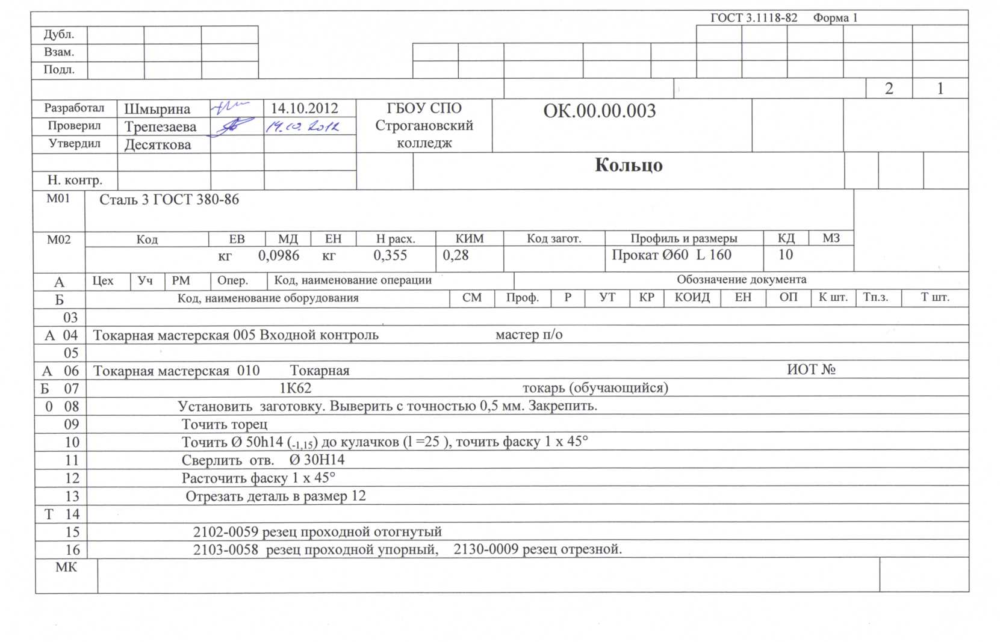 ГОСТ 3.1118-82 Форма 1
Дубл.
Взам.
Подл.
2 1
Разработал Шмырина 14.10.2012 ГБОУ СПО ОК.00.00.003
Проверил Трепезаева 14.10.2012 Строгановский
Утвердил Десяткова колледж
Кольцо
Н. контр.
М01 Сталь 3 ГОСТ 380-86
М02 Код ЕВ МД ЕН Н расх. КИМ Код загот. Профиль и размеры КД МЗ
кг 0,0986 кг 0,355 0,28 Прокат Ø60 L 160 10
А Цех Уч РМ Опер. Код, наименование операции Обозначение документа
Б Код, наименование оборудования СМ Проф. Р УТ КР КОИД ЕН ОП К шт. Тп.з. Т шт.
03
А 04 Токарная мастерская 005 Входной контроль мастер п/о
05
А 06 Токарная мастерская 010 Токарная ИОТ №
Б 07 1К62 токарь (обучающийся)
0 08 Установить заготовку. Выверить с точностью 0,5 мм. Закрепить.
09 Точить торец
10 Точить Ø 50h14 (-1,15) до кулачков (l =25 ), точить фаску 1 х 45°
11 Сверлить отв. Ø 30Н14
12 Расточить фаску 1 х 45°
13 Отрезать деталь в размер 12
Т 14
15 2102-0059 резец проходной отогнутый
16 2103-0058 резец проходной упорный, 2130-0009 резец отрезной.
МК